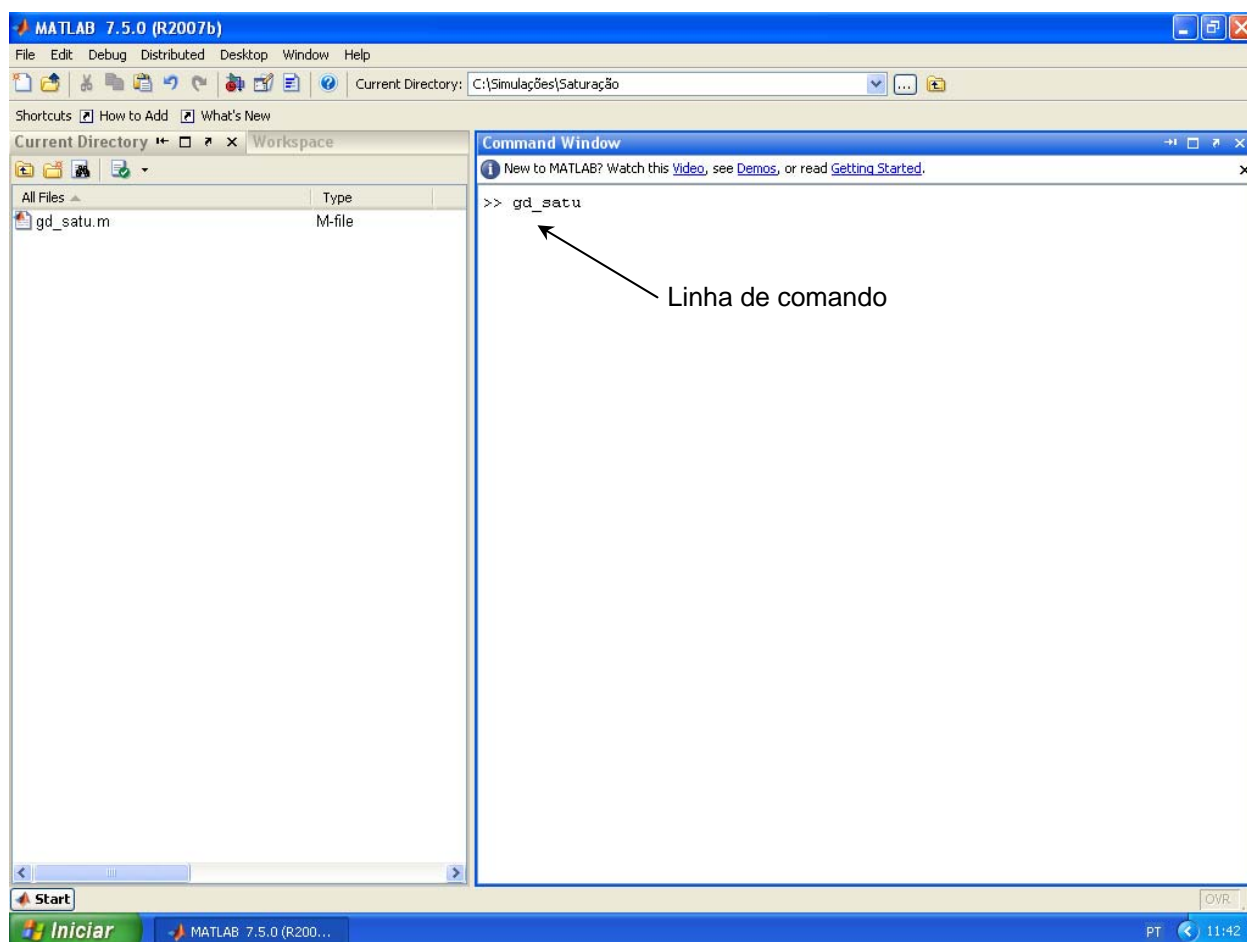 MATLAB 7.5.0 (R2007b)
File Edit Debug Distributed Desktop Window Help
Current Directory: C:\Simulações\Saturação
Shortcuts How to Add What's New
Current Directory Workspace
Command Window
New to MATLAB? Watch this Video, see Demos, or read Getting Started.
All Files Type
gd_satu.m M-file
>> gd_satu
Linha de comando
Start
OVR
Iniciar MATLAB 7.5.0 (R200... PT 11:42